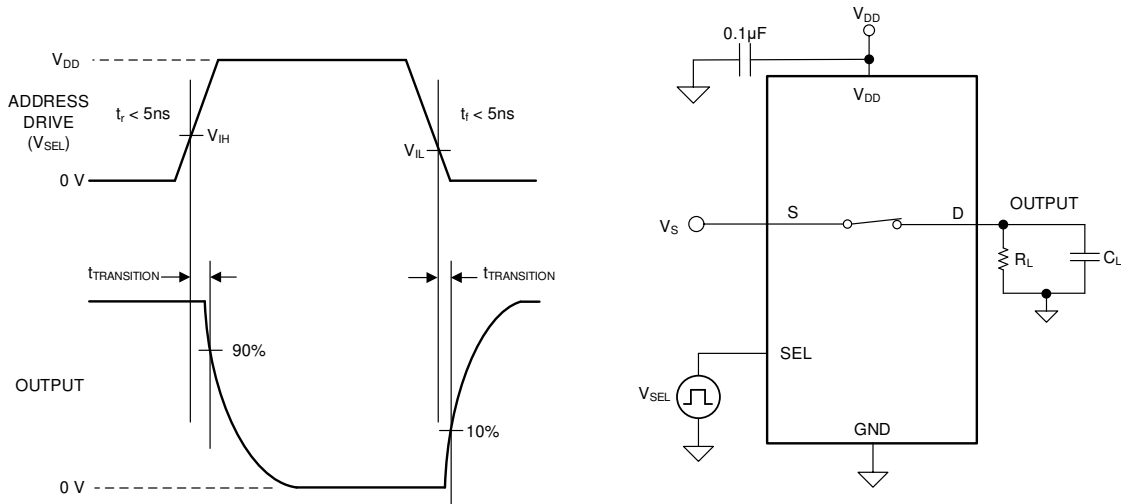 V_DD
ADDRESS
DRIVE
(V_SEL)
t_r < 5ns
V_IH
t_f < 5ns
V_IL
0 V
t_TRANSITION
t_TRANSITION
90%
OUTPUT
10%
0 V
V_DD
0.1µF
V_DD
V_S
S
D
OUTPUT
R_L
C_L
SEL
V_SEL
GND